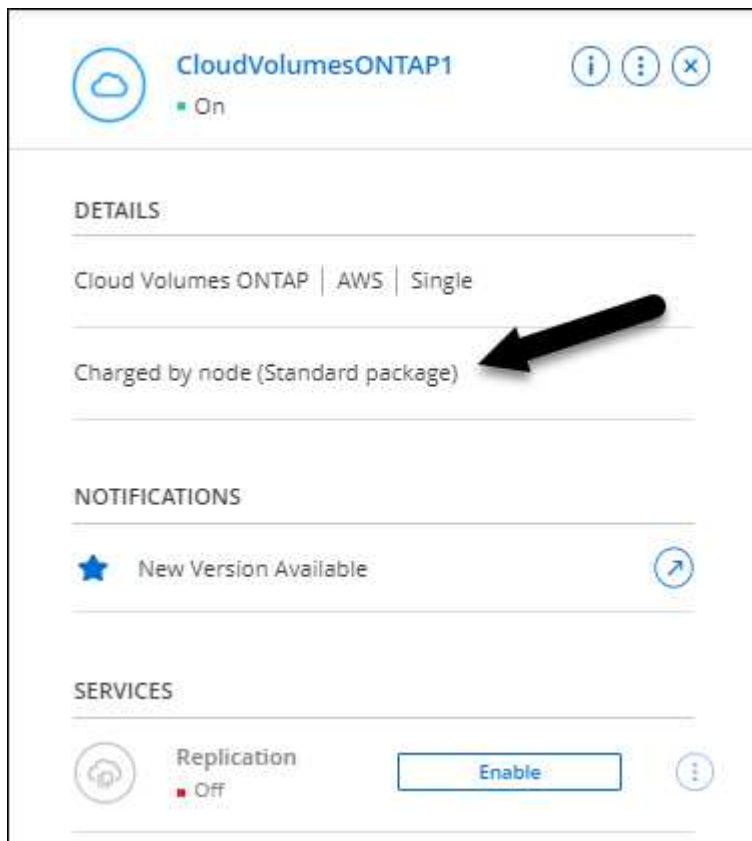 CloudVolumesONTAP1
On
DETAILS
Cloud Volumes ONTAP | AWS | Single
Charged by node (Standard package)
NOTIFICATIONS
New Version Available
SERVICES
Replication
Enable
Off